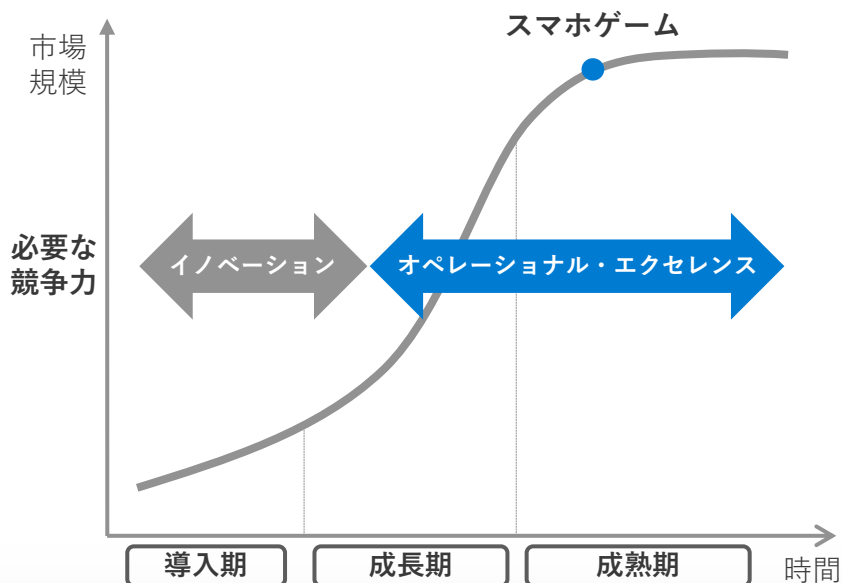 スマホゲーム
市場
規模
必要な
競争力
イノベーション
オペレーショナル・エクセレンス
導入期
成長期
成熟期
時間